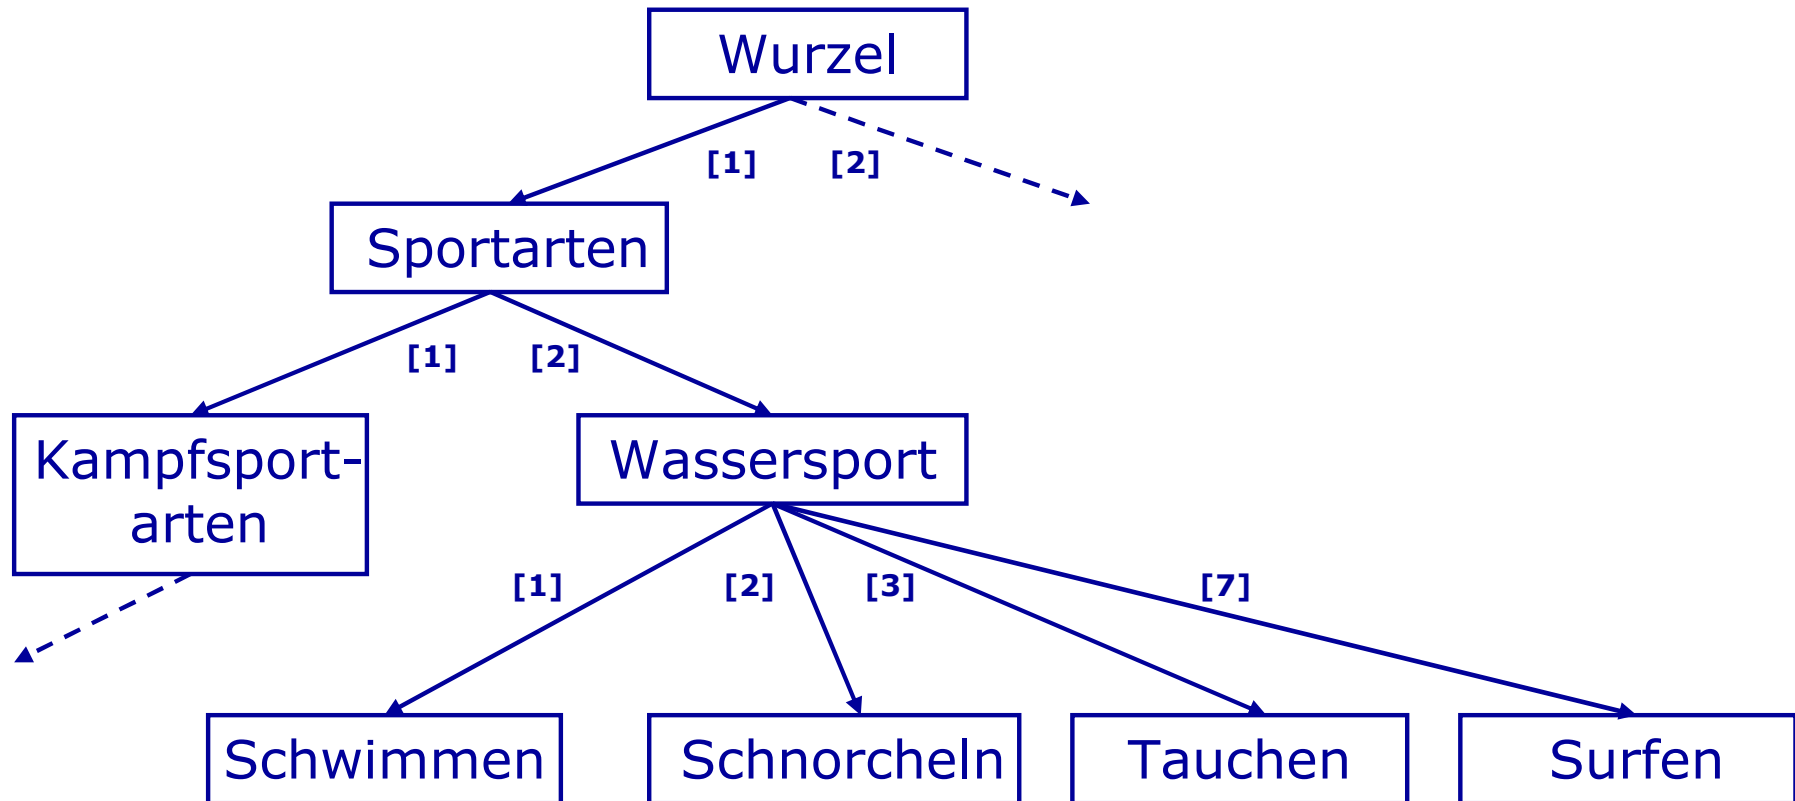 Wurzel
[1] [2]
Sportarten
[1] [2]
Kampfsport-
arten
Wassersport
[1] [2] [3] [7]
Schwimmen
Schnorcheln
Tauchen
Surfen